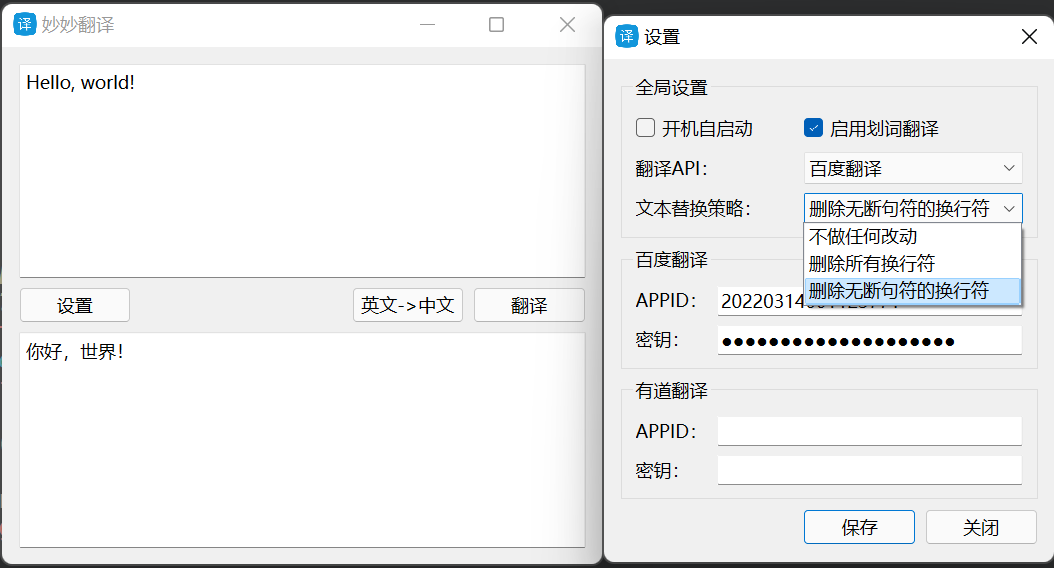 译 妙妙翻译
Hello, world!
设置
英文->中文
翻译
你好，世界！
译 设置
全局设置
开机自启动
启用划词翻译
翻译API：
百度翻译
文本替换策略：
删除无断句符的换行符
不做任何改动
删除所有换行符
删除无断句符的换行符
百度翻译
APPID：
密钥：
●●●●●●●●●●●●●●●●●●●●
有道翻译
APPID：
密钥：
保存
关闭